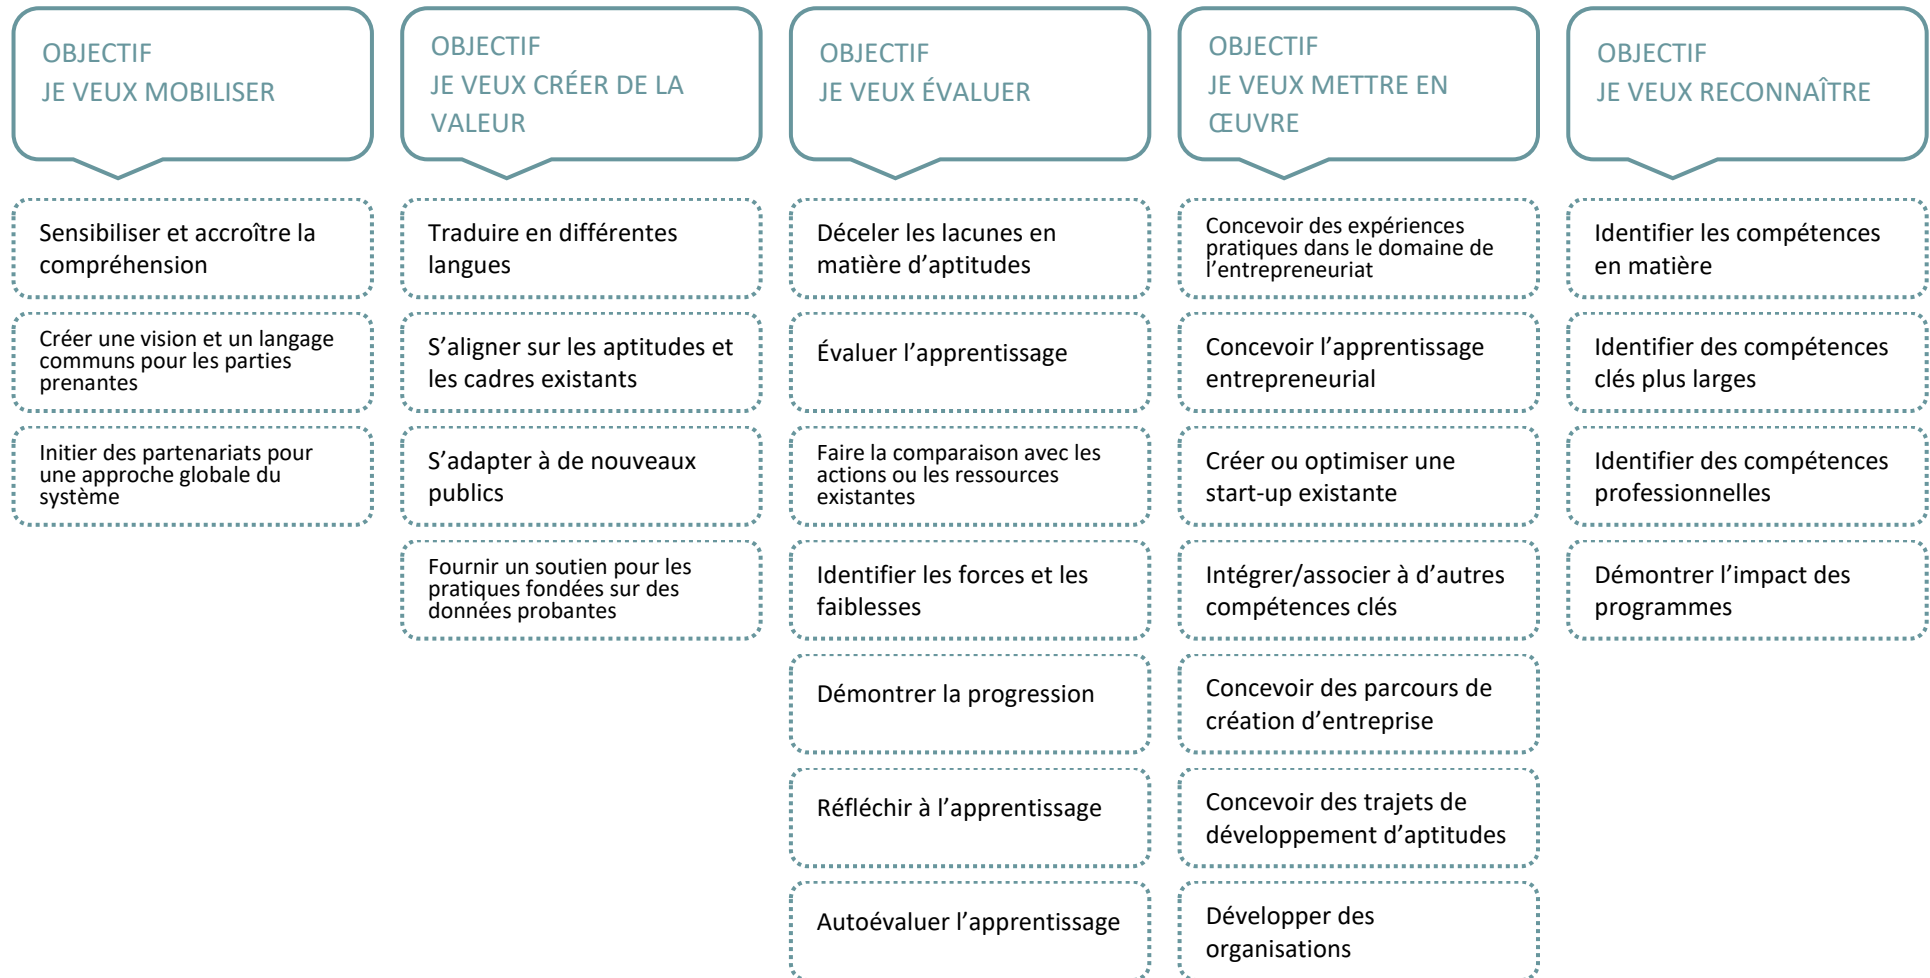 OBJECTIF
JE VEUX MOBILISER
Sensibiliser et accroître la
compréhension
Créer une vision et un langage
communs pour les parties
prenantes
Initier des partenariats pour
une approche globale du
système
OBJECTIF
JE VEUX CRÉER DE LA
VALEUR
Traduire en différentes
langues
S’aligner sur les aptitudes et
les cadres existants
S’adapter à de nouveaux
publics
Fournir un soutien pour les
pratiques fondées sur des
données probantes
OBJECTIF
JE VEUX ÉVALUER
Déceler les lacunes en
matière d’aptitudes
Évaluer l’apprentissage
Faire la comparaison avec les
actions ou les ressources
existantes
Identifier les forces et les
faiblesses
Démontrer la progression
Réfléchir à l’apprentissage
Autoévaluer l’apprentissage
OBJECTIF
JE VEUX METTRE EN
ŒUVRE
Concevoir des expériences
pratiques dans le domaine de
l’entrepreneuriat
Concevoir l’apprentissage
entrepreneurial
Créer ou optimiser une
start-up existante
Intégrer/associer à d’autres
compétences clés
Concevoir des parcours de
création d’entreprise
Concevoir des trajets de
développement d’aptitudes
Développer des
organisations
OBJECTIF
JE VEUX RECONNAÎTRE
Identifier les compétences
en matière
Identifier des compétences
clés plus larges
Identifier des compétences
professionnelles
Démontrer l’impact des
programmes